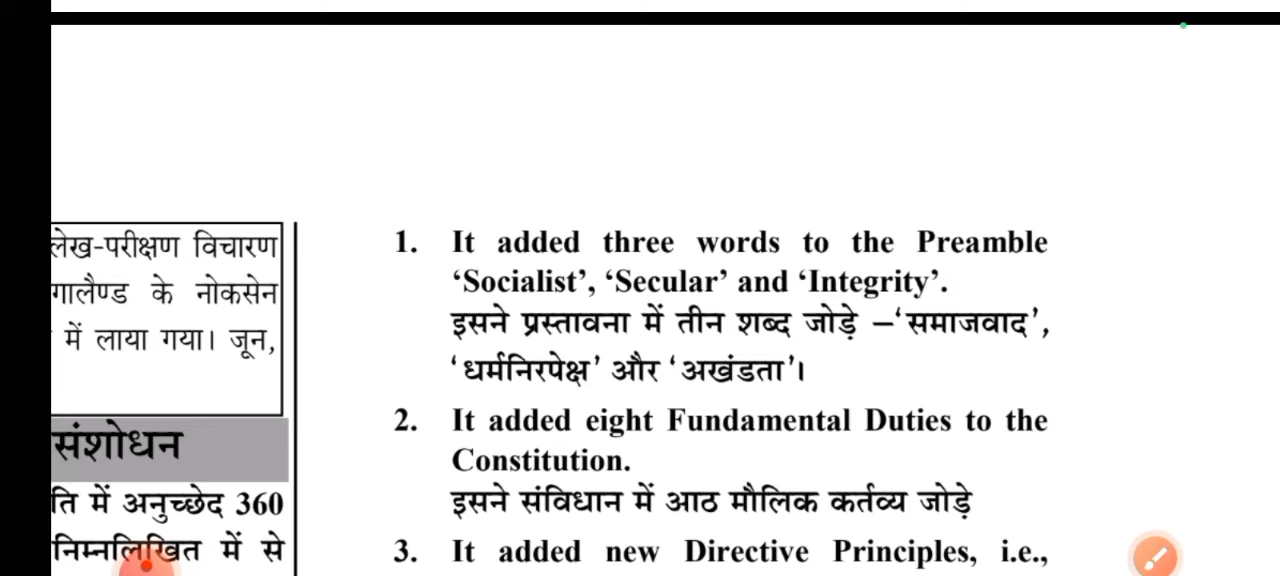 लेख-परीक्षण विचारण
गालैण्ड के नोकसेन
में लाया गया। जून,
संशोधन
ति में अनुच्छेद 360
निम्नलिखित में से
1. It added three words to the Preamble
‘Socialist’, ‘Secular’ and ‘Integrity’.
इसने प्रस्तावना में तीन शब्द जोड़े –‘समाजवाद’,
‘धर्मनिरपेक्ष’ और ‘अखंडता’।
2. It added eight Fundamental Duties to the
Constitution.
इसने संविधान में आठ मौलिक कर्तव्य जोड़े
3. It added new Directive Principles, i.e.,